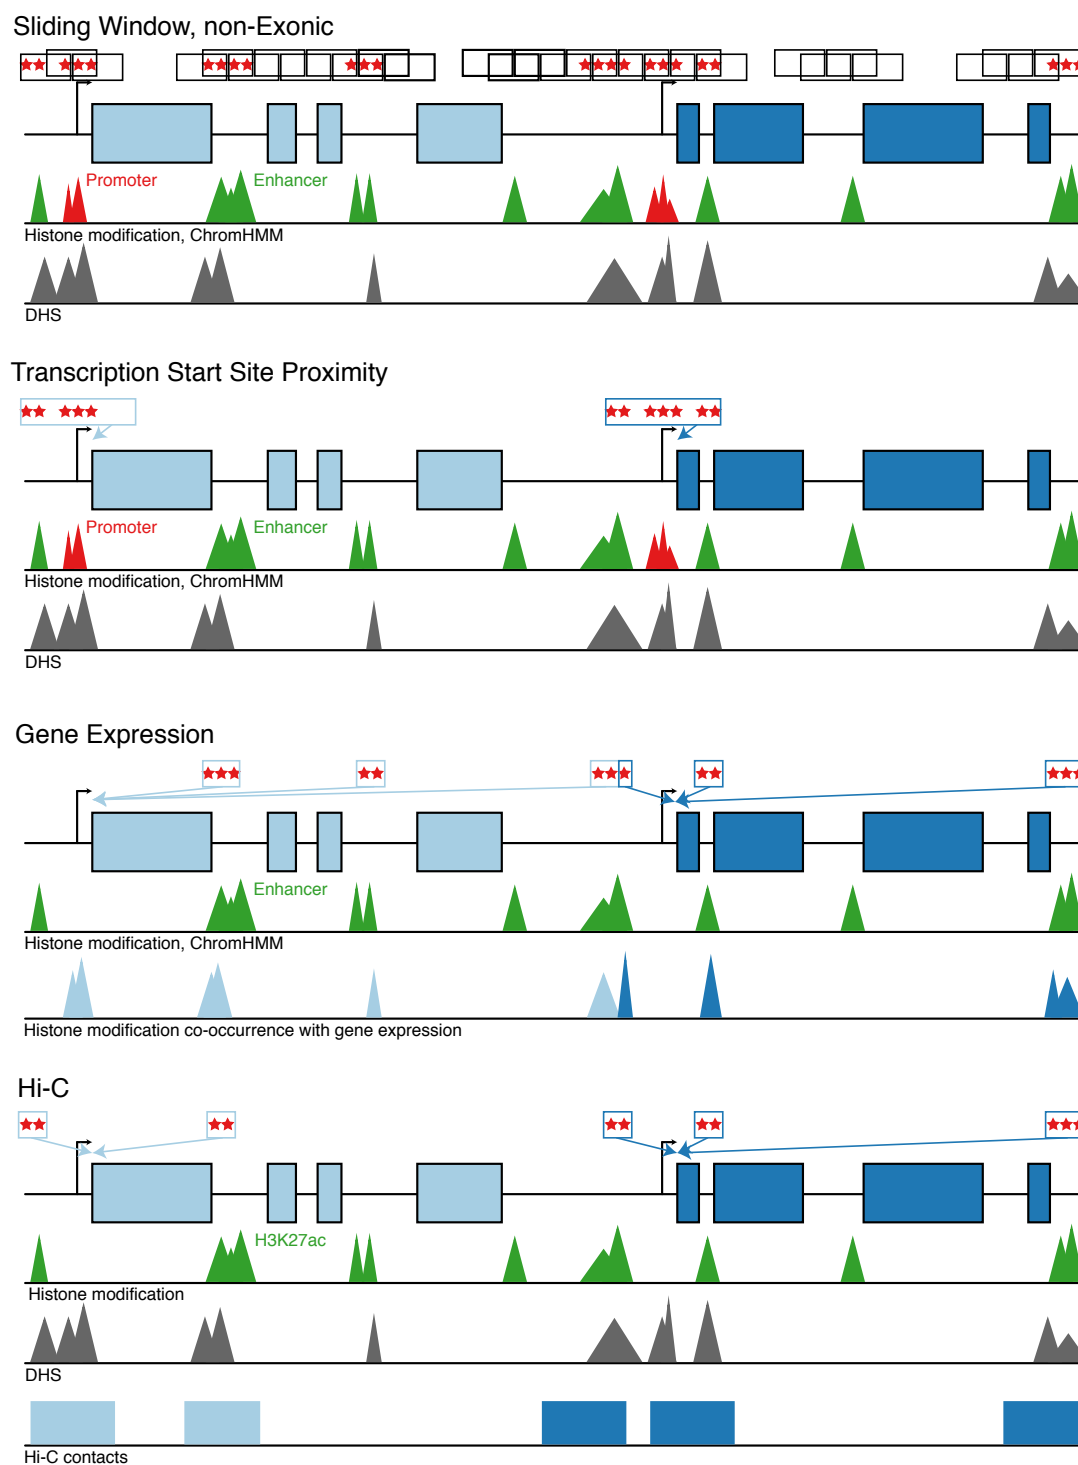 Sliding Window, non-Exonic
Promoter
Enhancer
Histone modification, ChromHMM
DHS
Transcription Start Site Proximity
Promoter
Enhancer
Histone modification, ChromHMM
DHS
Gene Expression
Enhancer
Histone modification, ChromHMM
Histone modification co-occurrence with gene expression
Hi-C
H3K27ac
Histone modification
DHS
Hi-C contacts